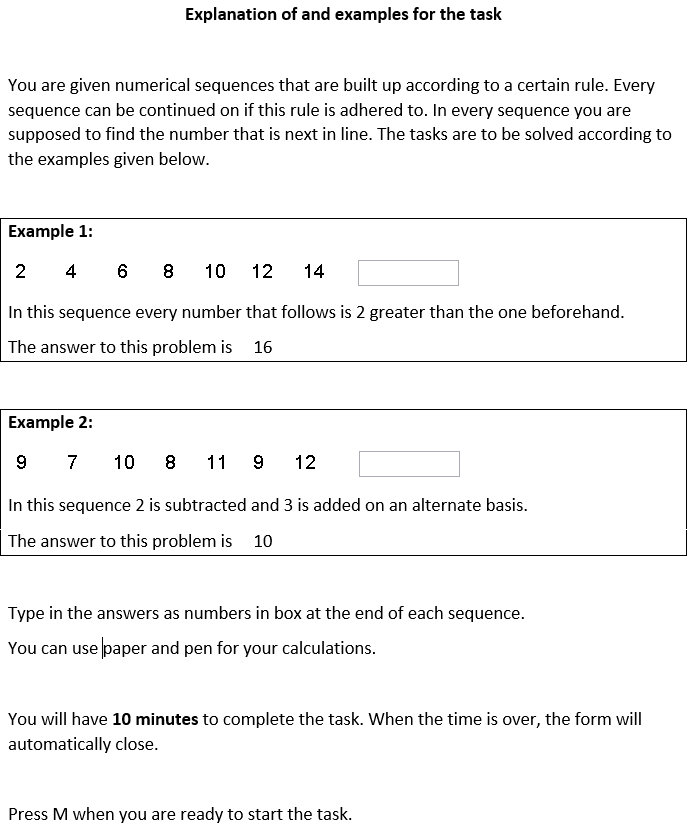 Explanation of and examples for the task
You are given numerical sequences that are built up according to a certain rule. Every
sequence can be continued on if this rule is adhered to. In every sequence you are
supposed to find the number that is next in line. The tasks are to be solved according to
the examples given below.
Example 1:
2 4 6 8 10 12 14
In this sequence every number that follows is 2 greater than the one beforehand.
The answer to this problem is 16
Example 2:
9 7 10 8 11 9 12
In this sequence 2 is subtracted and 3 is added on an alternate basis.
The answer to this problem is 10
Type in the answers as numbers in box at the end of each sequence.
You can use paper and pen for your calculations.
You will have 10 minutes to complete the task. When the time is over, the form will
automatically close.
Press M when you are ready to start the task.